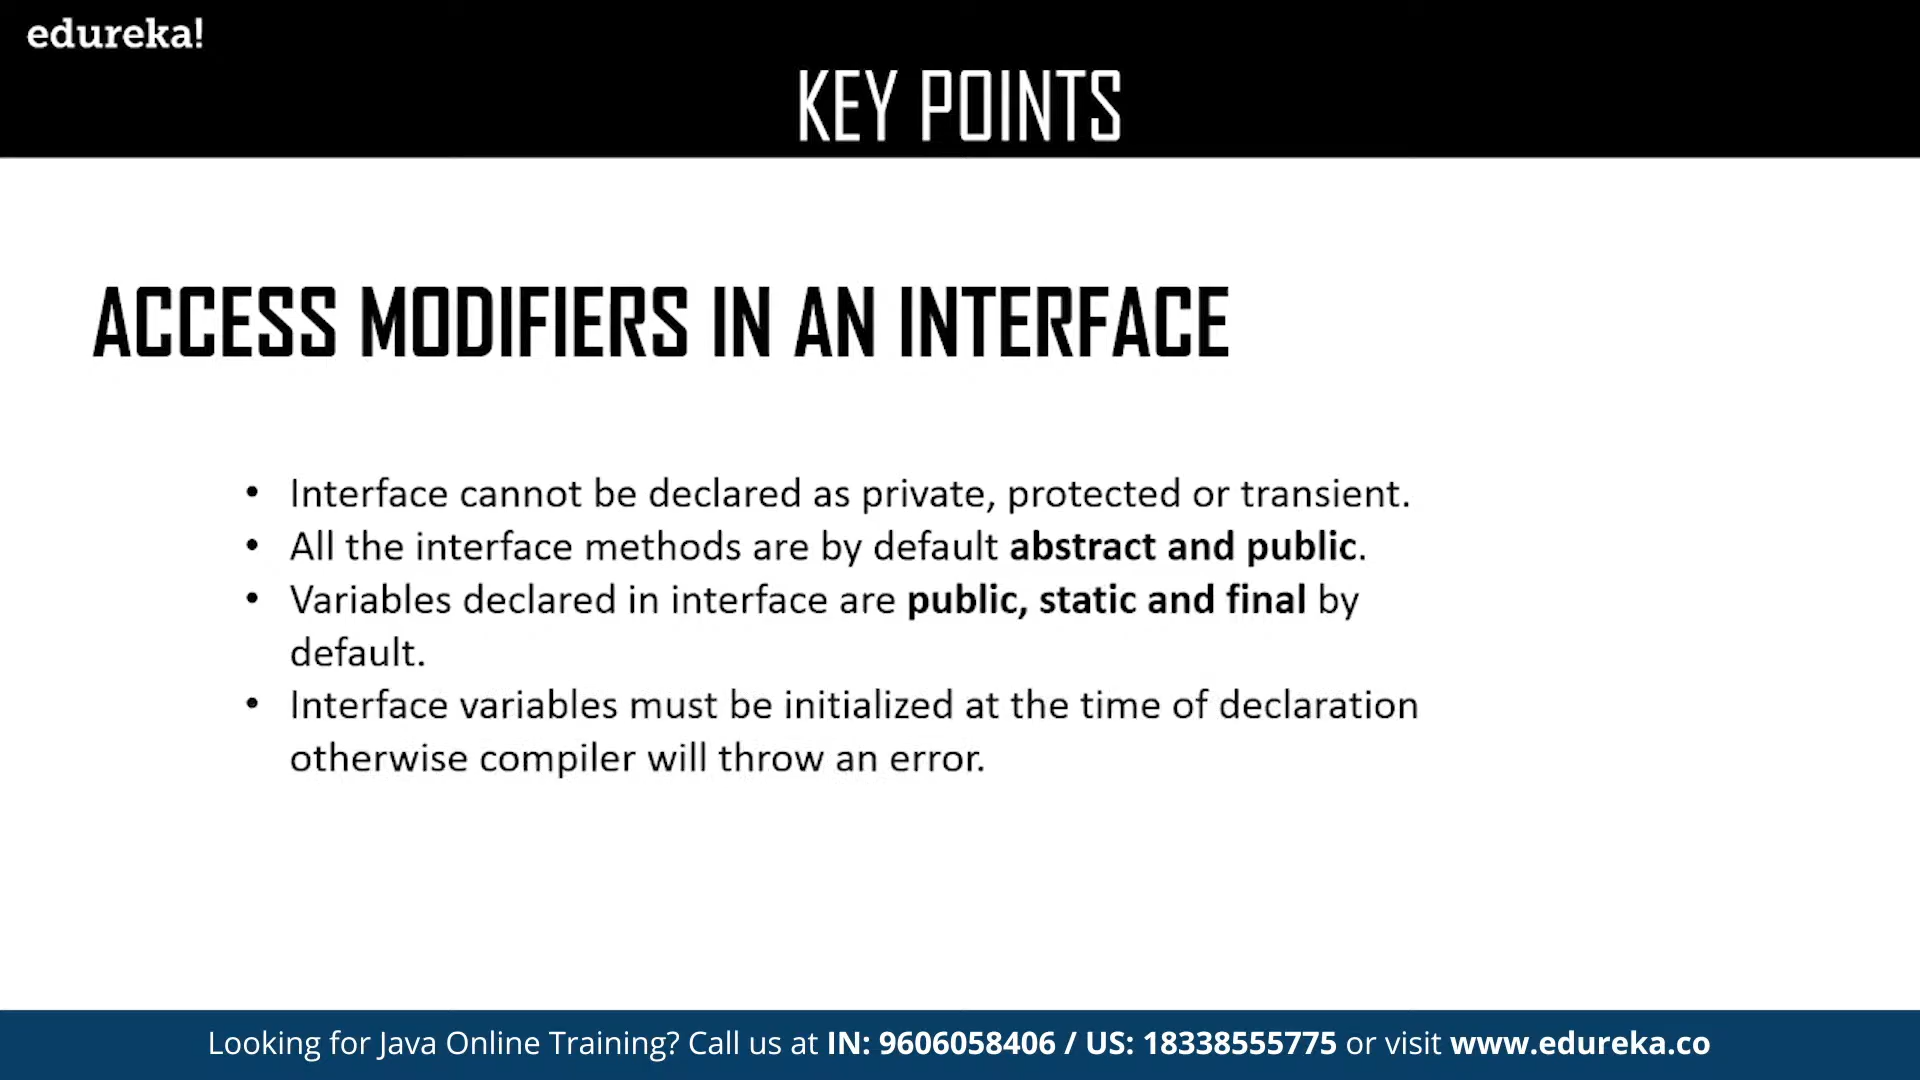 edureka!
KEY POINTS
ACCESS MODIFIERS IN AN INTERFACE
• Interface cannot be declared as private, protected or transient.
• All the interface methods are by default abstract and public.
• Variables declared in interface are public, static and final by
default.
• Interface variables must be initialized at the time of declaration
otherwise compiler will throw an error.
Looking for Java Online Training? Call us at IN: 9606058406 / US: 18338555775 or visit www.edureka.co